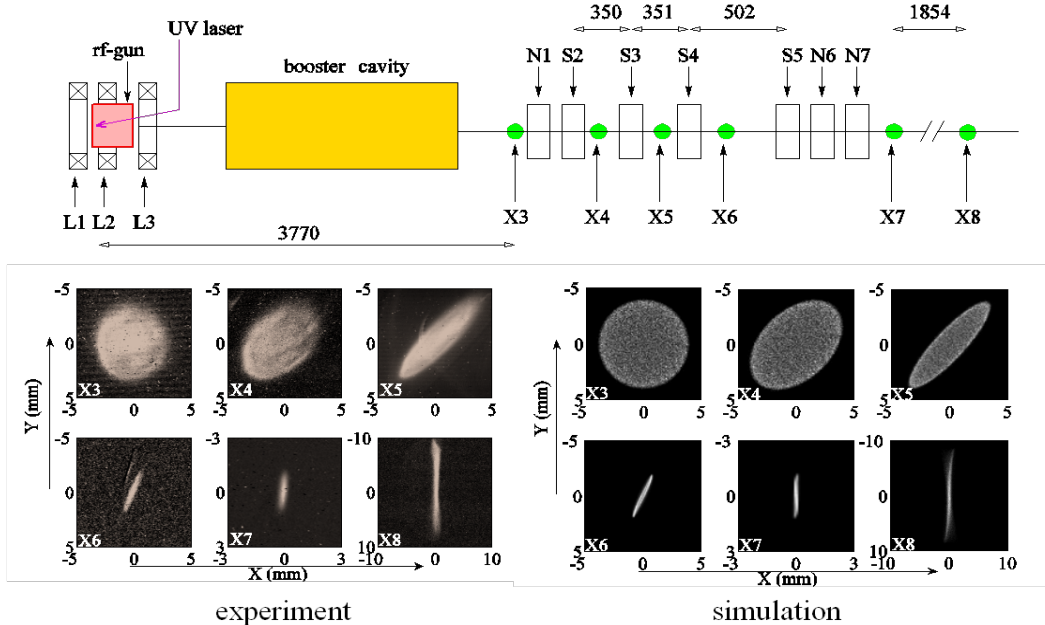 350 351 502 1854
UV laser
rf-gun
booster cavity
N1 S2 S3 S4 S5 N6 N7
L1 L2 L3
X3 X4 X5 X6 X7 X8
3770
-5 -5 -5 -5 -5 -5
0 0 0 0 0 0
X3 X4 X5 X3 X4 X5
5 5 5 5 5 5
-5 0 5 -5 0 5 -5 0 5 -5 0 5 -5 0 5 -5 0 5
Y (mm) Y (mm)
-5 -3 -10 -5 -3 -10
0 0 0 0 0 0
X6 X7 X8 X6 X7 X8
5 3 10 5 3 10
-5 0 5 -3 0 3 -10 0 10 -5 0 5 -3 0 3 -10 0 10
X (mm) X (mm)
experiment simulation